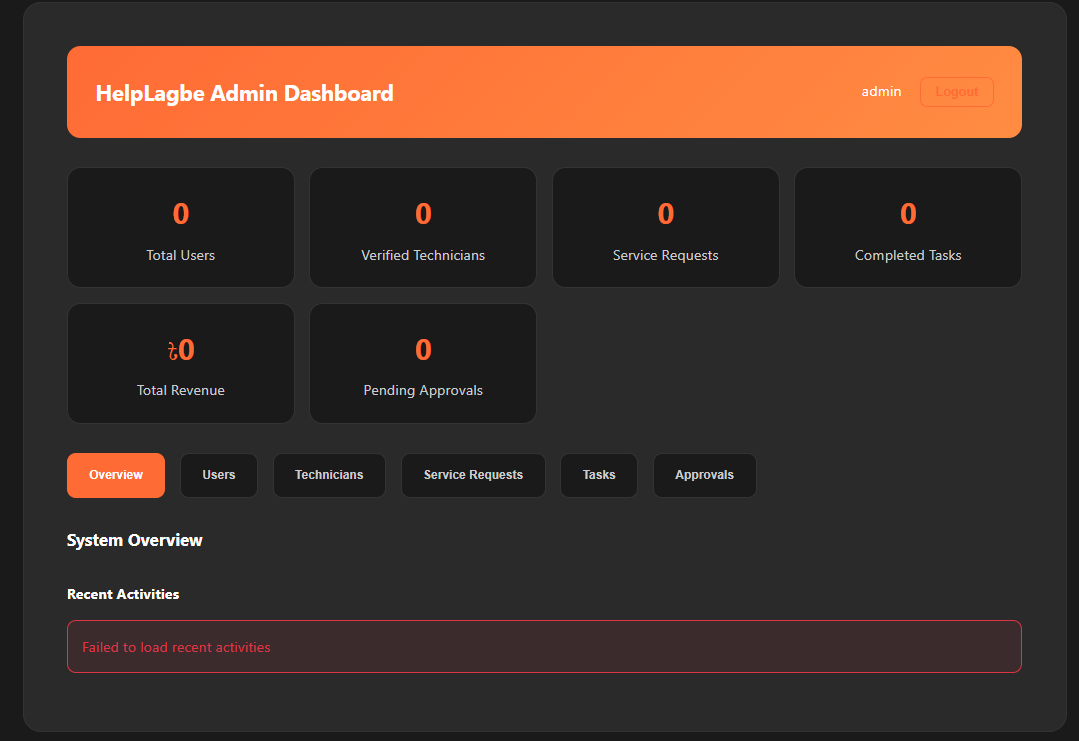 HelpLagbe Admin Dashboard
admin Logout
0 0 0 0
Total Users Verified Technicians Service Requests Completed Tasks
৳0 0
Total Revenue Pending Approvals
Overview Users Technicians Service Requests Tasks Approvals
System Overview
Recent Activities
Failed to load recent activities